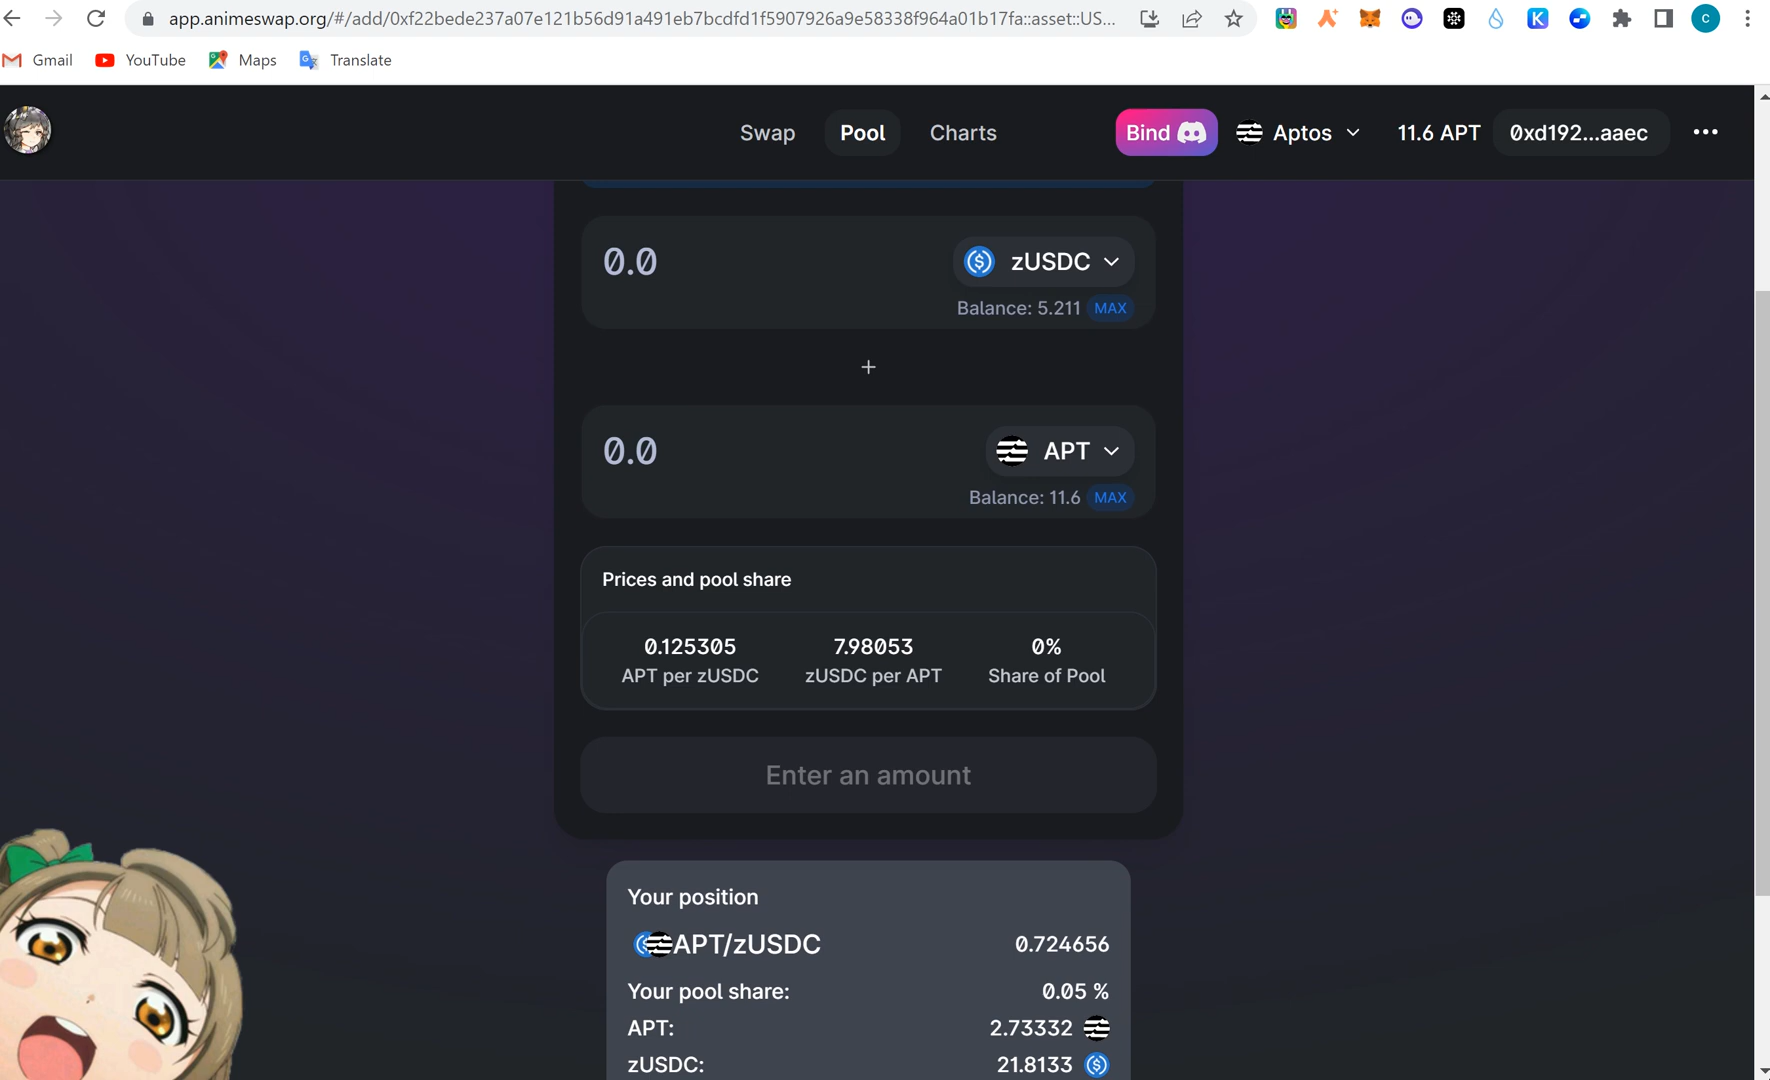 app.animeswap.org/#/add/0xf22bede237a07e121b56d91a491eb7bcdfd1f5907926a9e58338f964a01b17fa::asset::US...
K
C
Gmail
YouTube
Maps
Translate
Swap
Pool
Charts
Bind
Aptos
11.6 APT
0xd192...aaec
0.0
zUSDC
Balance: 5.211 MAX
+
0.0
APT
Balance: 11.6 MAX
Prices and pool share
0.125305 7.98053 0%
APT per zUSDC zUSDC per APT Share of Pool
Enter an amount
Your position
APT/zUSDC 0.724656
Your pool share: 0.05 %
APT: 2.73332
zUSDC: 21.8133